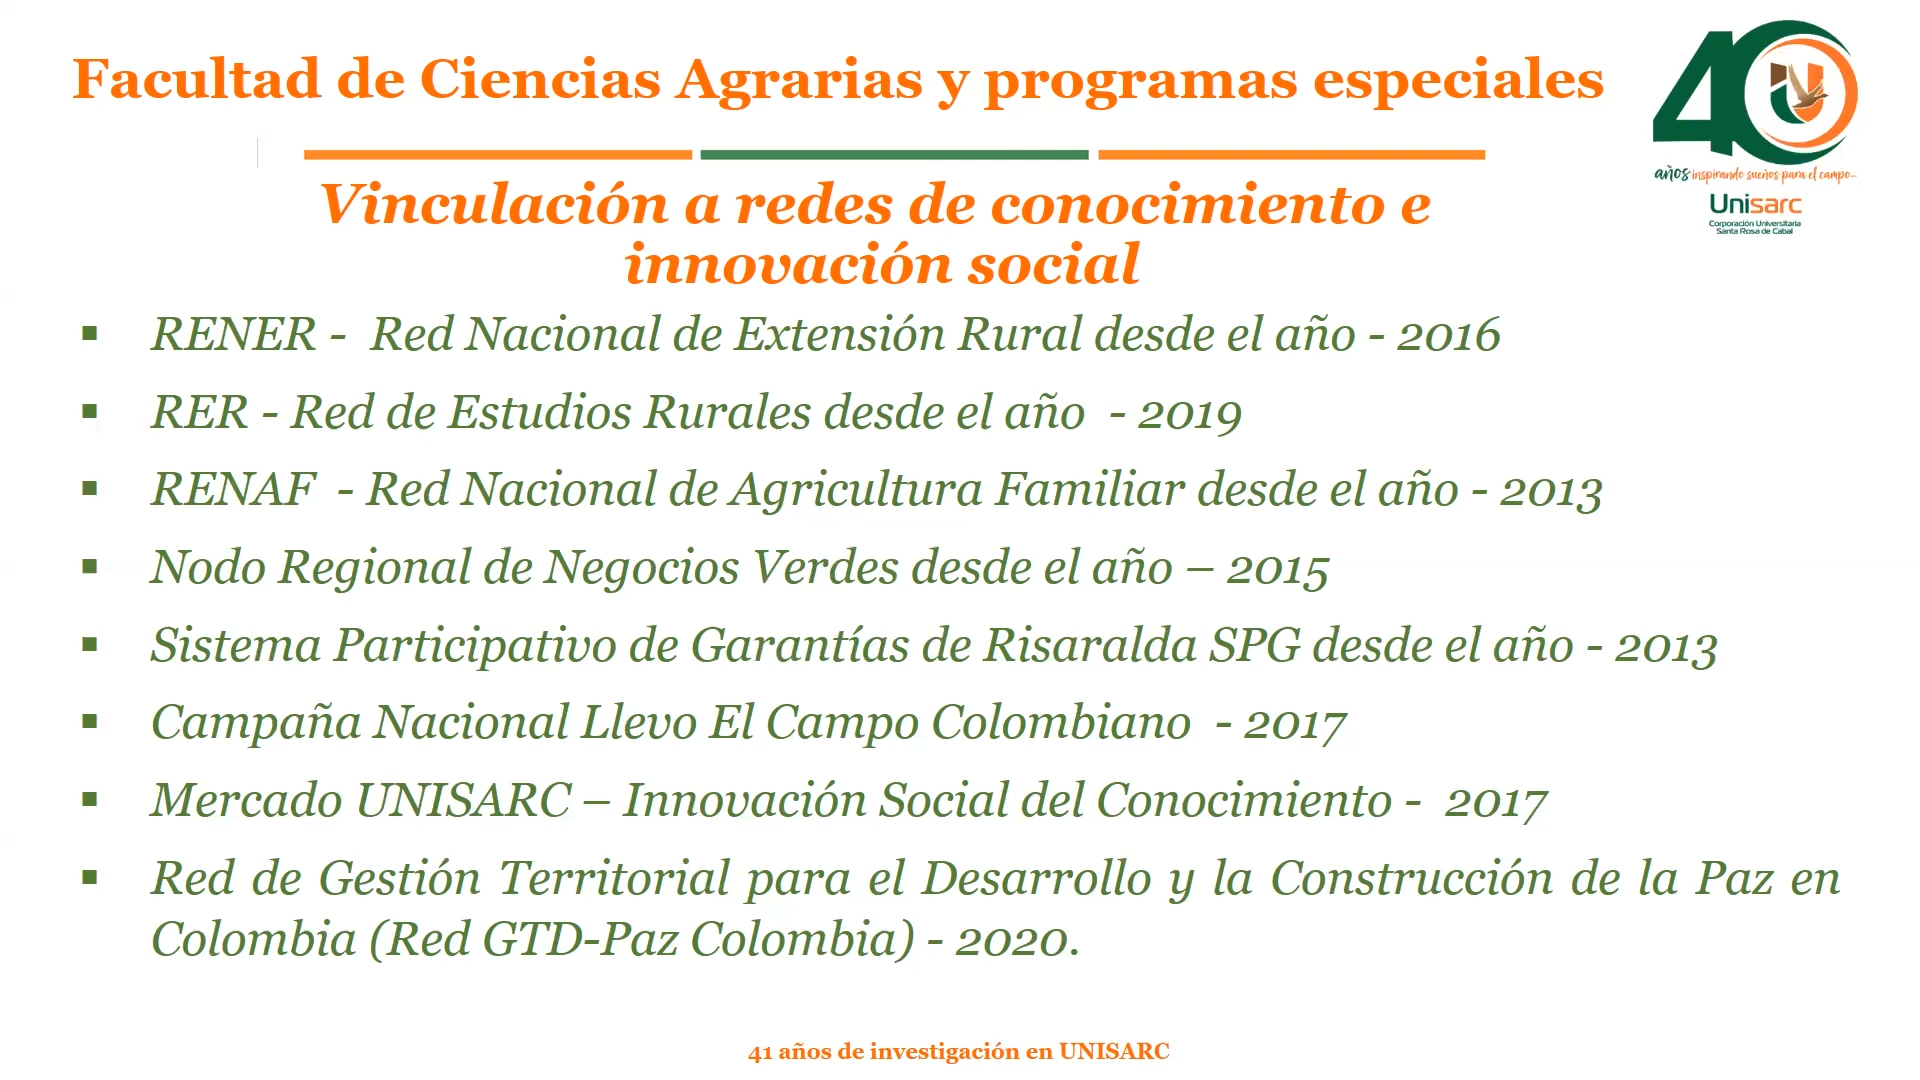 Facultad de Ciencias Agrarias y programas especiales
40
años inspirando sueños para el campo...
Unisarc
Corporación Universitaria
Santa Rosa de Cabal
Vinculación a redes de conocimiento e
innovación social
▪ RENER - Red Nacional de Extensión Rural desde el año - 2016
▪ RER - Red de Estudios Rurales desde el año - 2019
▪ RENAF - Red Nacional de Agricultura Familiar desde el año - 2013
▪ Nodo Regional de Negocios Verdes desde el año – 2015
▪ Sistema Participativo de Garantías de Risaralda SPG desde el año - 2013
▪ Campaña Nacional Llevo El Campo Colombiano - 2017
▪ Mercado UNISARC – Innovación Social del Conocimiento - 2017
▪ Red de Gestión Territorial para el Desarrollo y la Construcción de la Paz en
Colombia (Red GTD-Paz Colombia) - 2020.
41 años de investigación en UNISARC